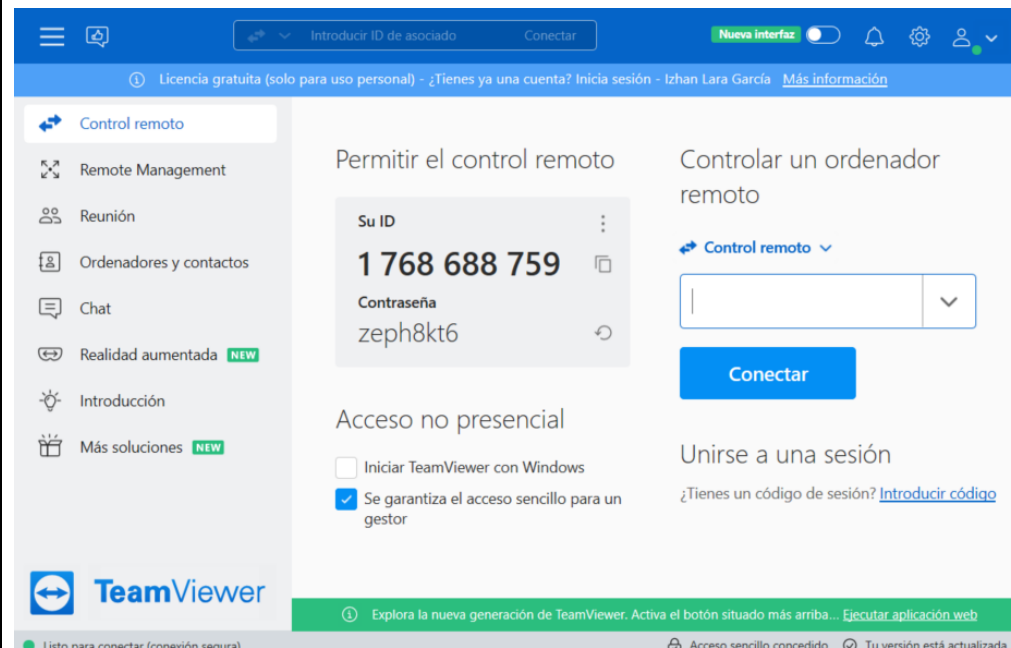 Introducir ID de asociado
Conectar
Nueva interfaz
Licencia gratuita (solo para uso personal) - ¿Tienes ya una cuenta? Inicia sesión - Izhan Lara García Más información
Control remoto
Remote Management
Reunión
Ordenadores y contactos
Chat
Realidad aumentada NEW
Introducción
Más soluciones NEW
TeamViewer
Permitir el control remoto
Su ID
1 768 688 759
Contraseña
zeph8kt6
Acceso no presencial
Iniciar TeamViewer con Windows
Se garantiza el acceso sencillo para un
gestor
Controlar un ordenador
remoto
Control remoto
Conectar
Unirse a una sesión
¿Tienes un código de sesión? Introducir código
Explora la nueva generación de TeamViewer. Activa el botón situado más arriba... Ejecutar aplicación web
Listo para conectar (conexión segura)
Acceso sencillo concedido
Tu versión está actualizada